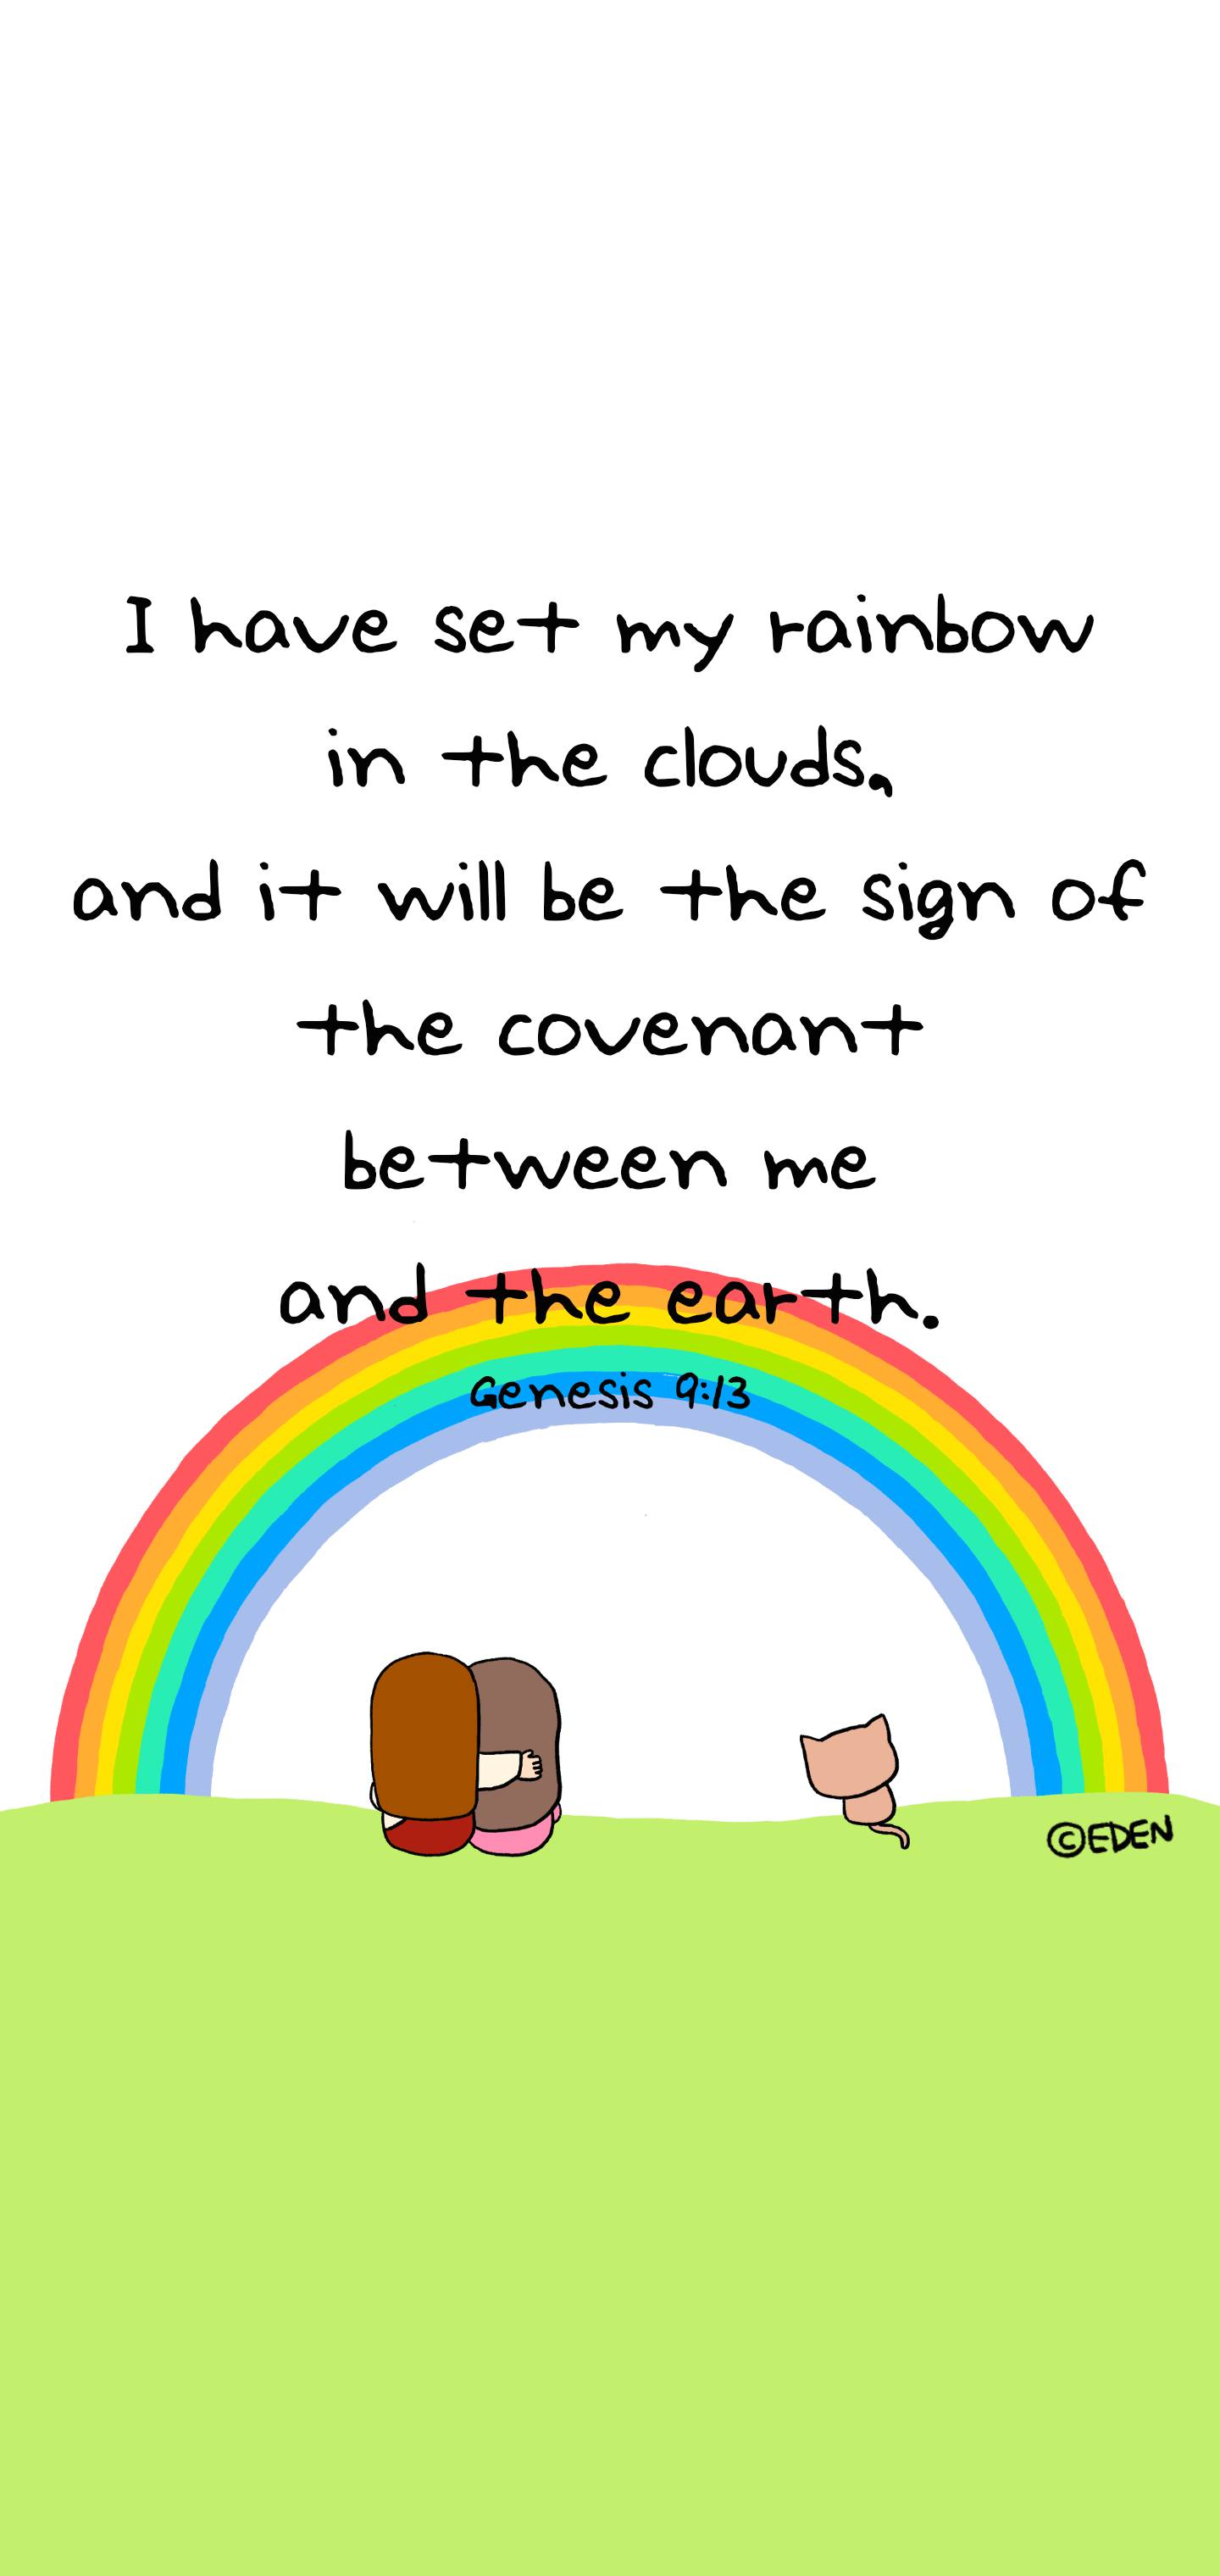 I have set my rainbow
in the clouds,
and it will be the sign of
the covenant
between me
and the earth.
Genesis 9:13
©EDEN